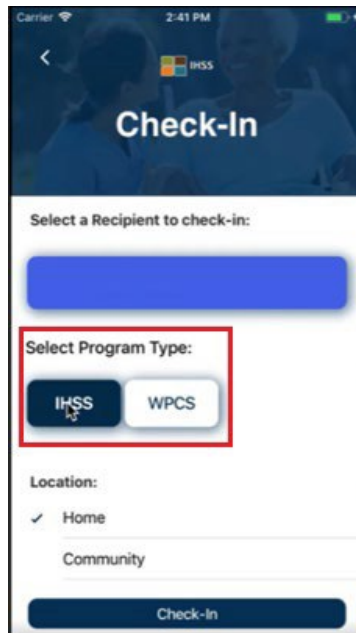 Carrier 2:41 PM
IHSS
Check-In
Select a Recipient to check-in:
Select Program Type:
IHSS WPCS
Location:
Home
Community
Check-In